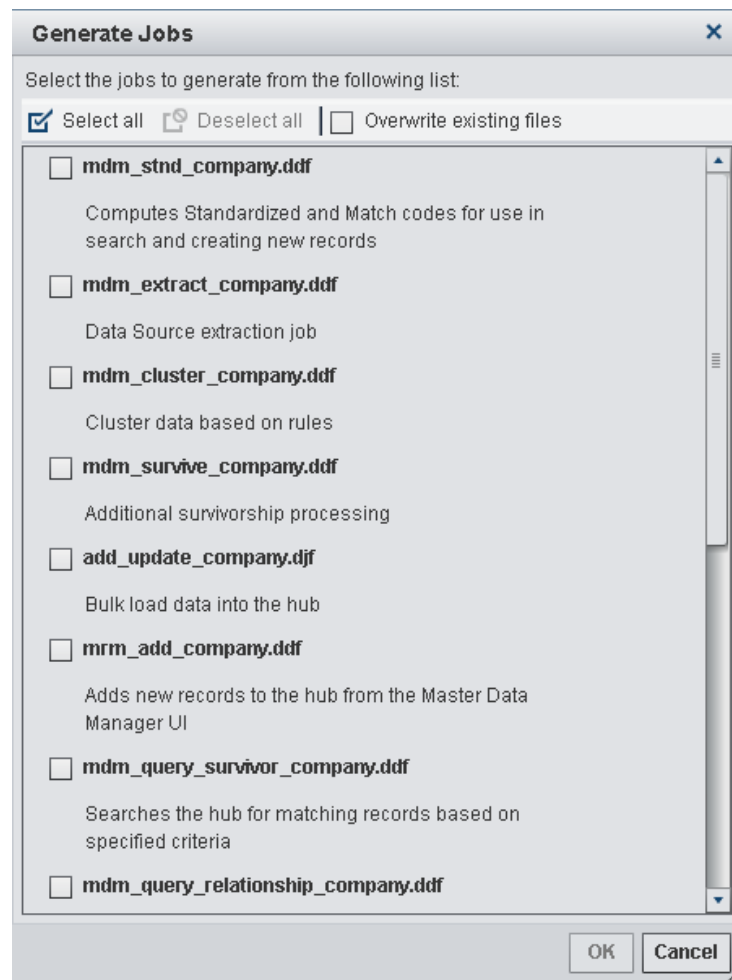 Generate Jobs
Select the jobs to generate from the following list:
Select all Deselect all Overwrite existing files
mdm_stnd_company.ddf
Computes Standardized and Match codes for use in
search and creating new records
mdm_extract_company.ddf
Data Source extraction job
mdm_cluster_company.ddf
Cluster data based on rules
mdm_survive_company.ddf
Additional survivorship processing
add_update_company.djf
Bulk load data into the hub
mrm_add_company.ddf
Adds new records to the hub from the Master Data
Manager UI
mdm_query_survivor_company.ddf
Searches the hub for matching records based on
specified criteria
mdm_query_relationship_company.ddf
OK Cancel